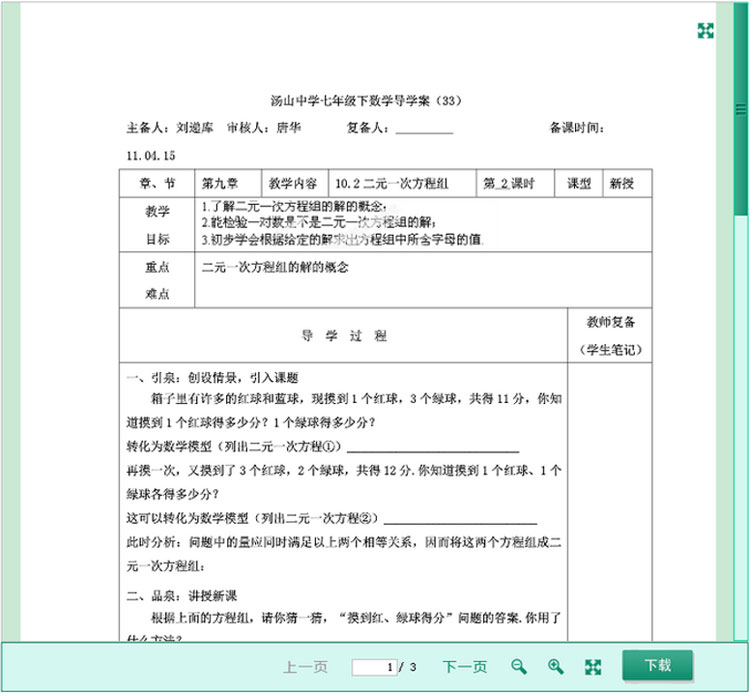 汤山中学七年级下数学导学案（33）
主备人：刘递库 审核人：唐华 复备人：________ 备课时间：
11.04.15
章、节 第九章 教学内容 10.2二元一次方程组 第_2课时 课型 新授
教学
目标
1.了解二元一次方程组的解的概念；
2.能检验一对数是不是二元一次方程组的解；
3.初步学会根据给定的解求出方程组中所含字母的值.
重点
难点
二元一次方程组的解的概念
导 学 过 程
教师复备
（学生笔记）
一、引泉：创设情景，引入课题
箱子里有许多的红球和蓝球，现摸到1个红球，3个绿球，共得11分，你知
道摸到1个红球得多少分？1个绿球得多少分？
转化为数学模型（列出二元一次方程①）____________________________
再摸一次，又摸到了3个红球，2个绿球，共得12分.你知道摸到1个红球、1个
绿球各得多少分？
这可以转化为数学模型（列出二元一次方程②）_________________________
此时分析：问题中的量应同时满足以上两个相等关系，因而将这两个方程组成二
元一次方程组：
二、品泉：讲授新课
根据上面的方程组，请你猜一猜，“摸到红、绿球得分”问题的答案.你用了
什么方法？
上一页 1 / 3 下一页 下载